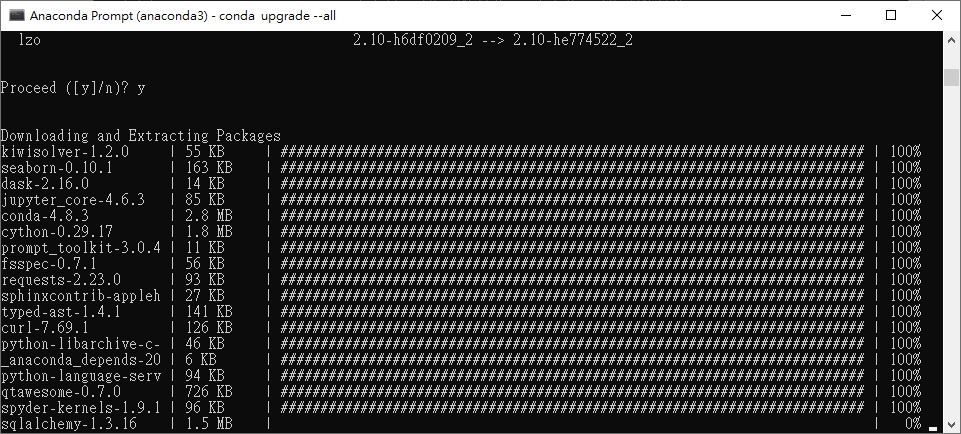 Anaconda Prompt (anaconda3) - conda  upgrade --all
lzo 2.10-h6df0209_2 --> 2.10-he774522_2
Proceed ([y]/n)? y
Downloading and Extracting Packages
kiwisolver-1.2.0 | 55 KB | ######################################################################## | 100%
seaborn-0.10.1 | 163 KB | ######################################################################## | 100%
dask-2.16.0 | 14 KB | ######################################################################## | 100%
jupyter_core-4.6.3 | 85 KB | ######################################################################## | 100%
conda-4.8.3 | 2.8 MB | ######################################################################## | 100%
cython-0.29.17 | 1.8 MB | ######################################################################## | 100%
prompt_toolkit-3.0.4 | 11 KB | ######################################################################## | 100%
fsspec-0.7.1 | 56 KB | ######################################################################## | 100%
requests-2.23.0 | 93 KB | ######################################################################## | 100%
sphinxcontrib-appleh | 27 KB | ######################################################################## | 100%
typed-ast-1.4.1 | 141 KB | ######################################################################## | 100%
curl-7.69.1 | 126 KB | ######################################################################## | 100%
python-libarchive-c- | 46 KB | ######################################################################## | 100%
_anaconda_depends-20 | 6 KB | ######################################################################## | 100%
python-language-serv | 94 KB | ######################################################################## | 100%
qtawesome-0.7.0 | 726 KB | ######################################################################## | 100%
spyder-kernels-1.9.1 | 96 KB | ######################################################################## | 100%
sqlalchemy-1.3.16 | 1.5 MB | | 0%